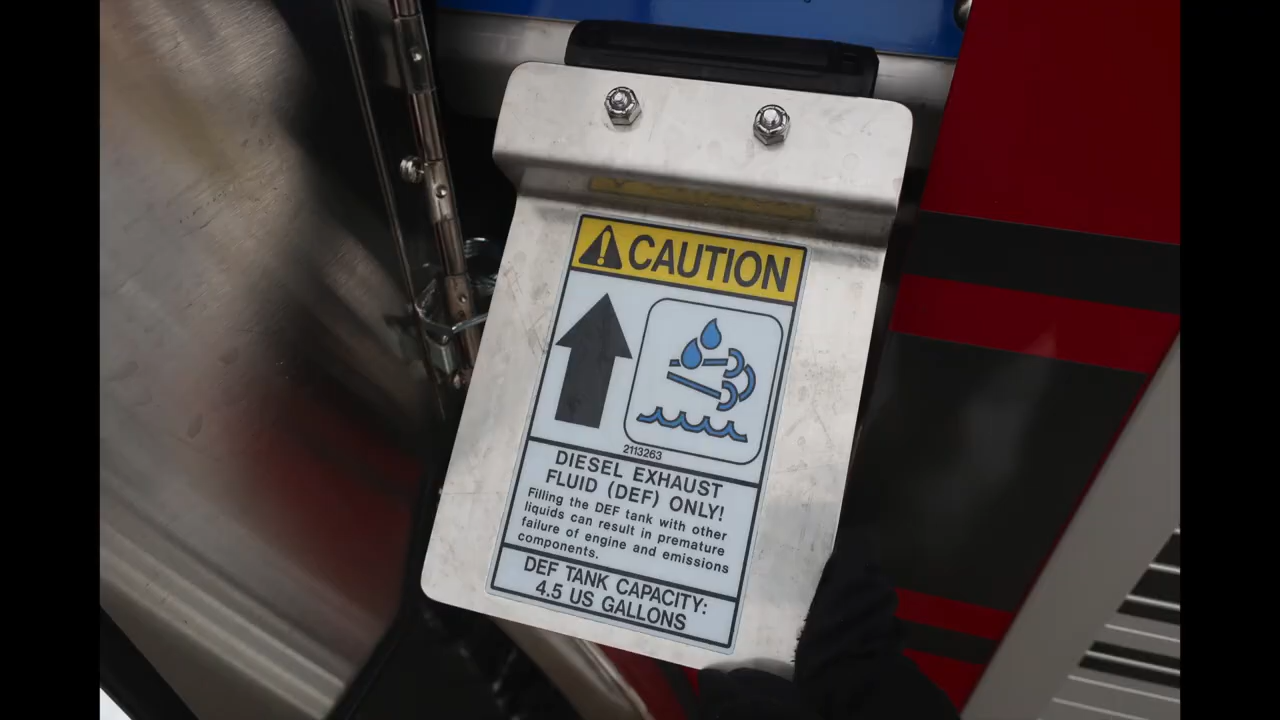 CAUTION
2113263
DIESEL EXHAUST
FLUID (DEF) ONLY!
Filling the DEF tank with other
liquids can result in premature
failure of engine and emissions
components.
DEF TANK CAPACITY:
4.5 US GALLONS